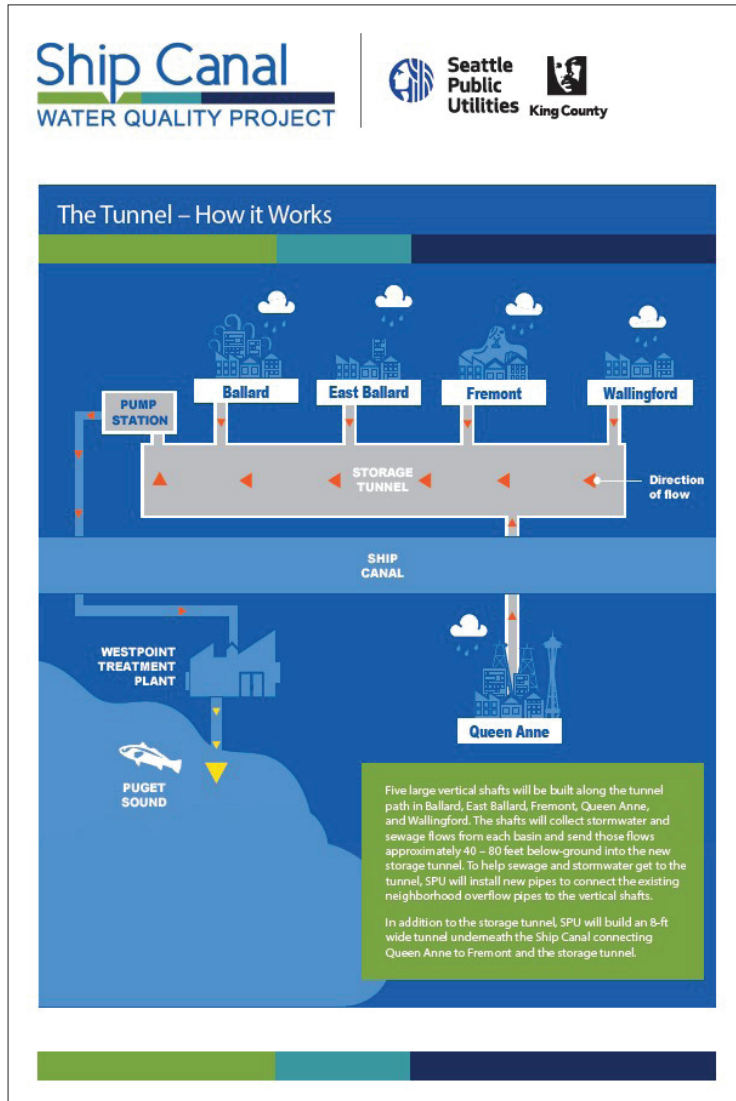 Ship Canal
WATER QUALITY PROJECT
Seattle
Public
Utilities
King County
The Tunnel – How it Works
Ballard
East Ballard
Fremont
Wallingford
PUMP
STATION
STORAGE
TUNNEL
Direction
of flow
SHIP
CANAL
WESTPOINT
TREATMENT
PLANT
Queen Anne
PUGET
SOUND
Five large vertical shafts will be built along the tunnel
path in Ballard, East Ballard, Fremont, Queen Anne,
and Wallingford. The shafts will collect stormwater and
sewage flows from each basin and send those flows
approximately 40 – 80 feet below-ground into the new
storage tunnel. To help sewage and stormwater get to the
tunnel, SPU will install new pipes to connect the existing
neighborhood overflow pipes to the vertical shafts.
In addition to the storage tunnel, SPU will build an 8-ft
wide tunnel underneath the Ship Canal connecting
Queen Anne to Fremont and the storage tunnel.